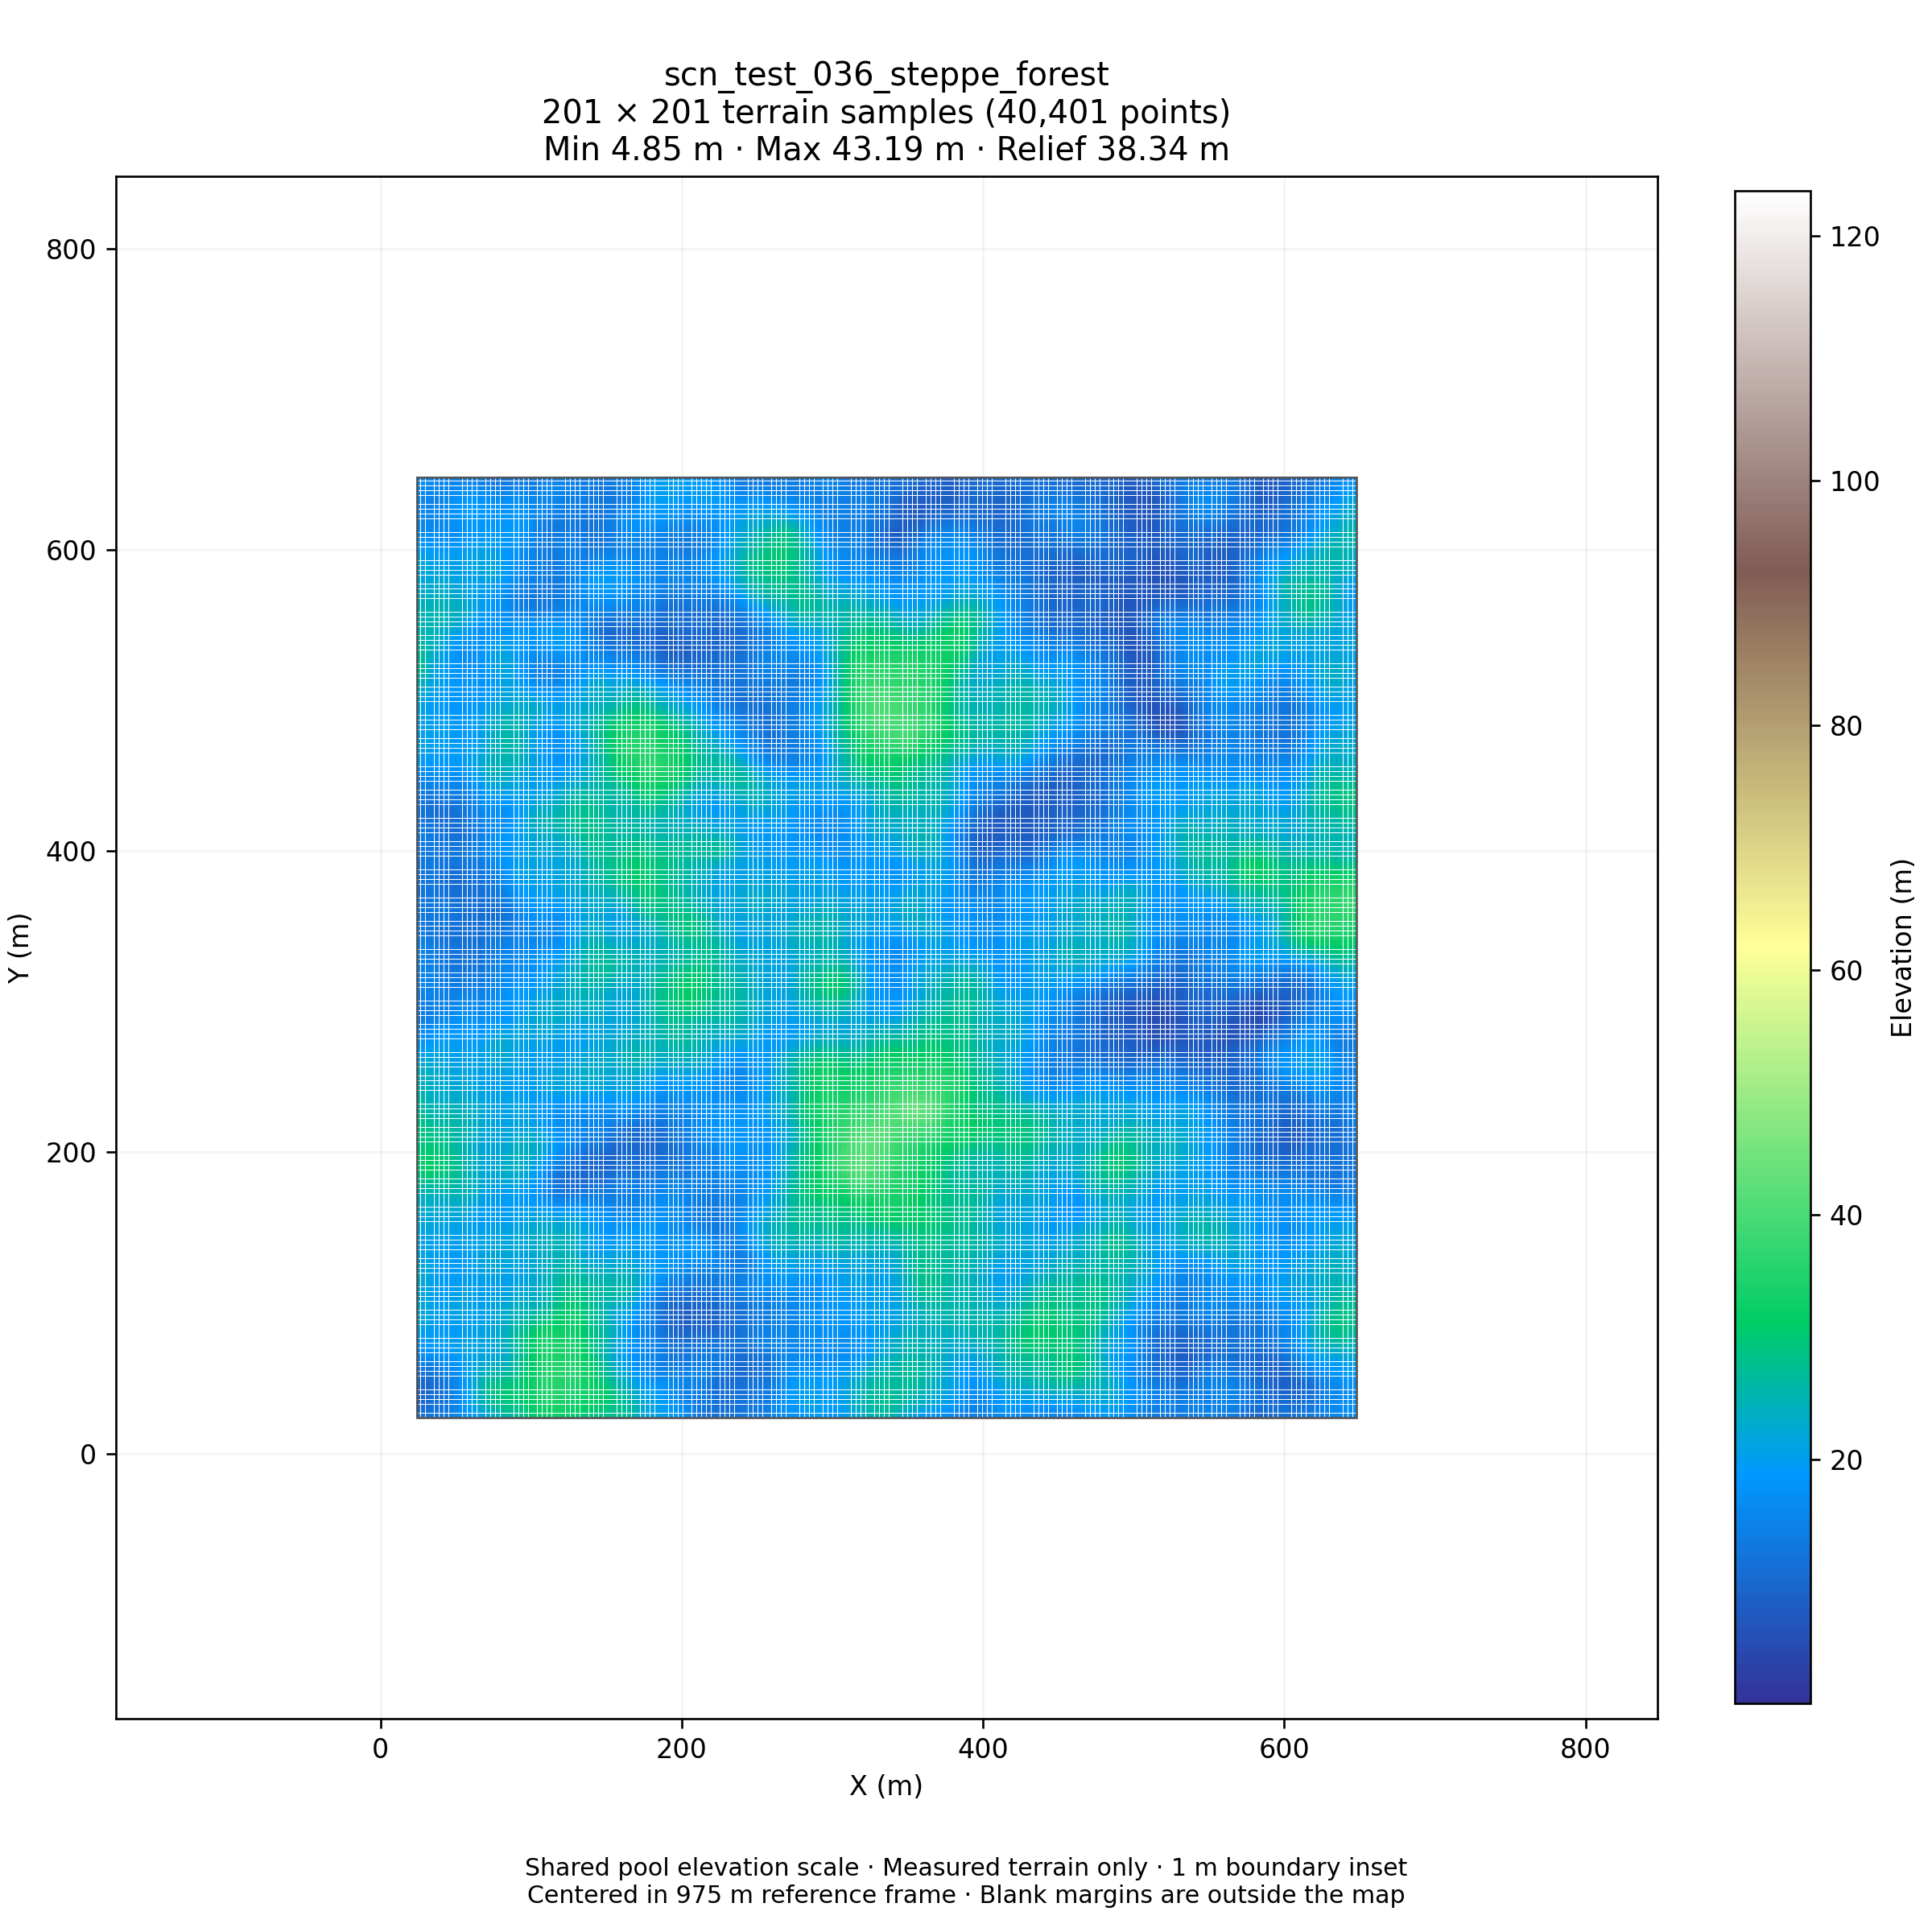 scn_test_036_steppe_forest
201 × 201 terrain samples (40,401 points)
Min 4.85 m · Max 43.19 m · Relief 38.34 m
800
600
400
200
0
Y (m)
0
200
400
600
800
X (m)
120
100
80
60
40
20
Elevation (m)
Shared pool elevation scale · Measured terrain only · 1 m boundary inset
Centered in 975 m reference frame · Blank margins are outside the map